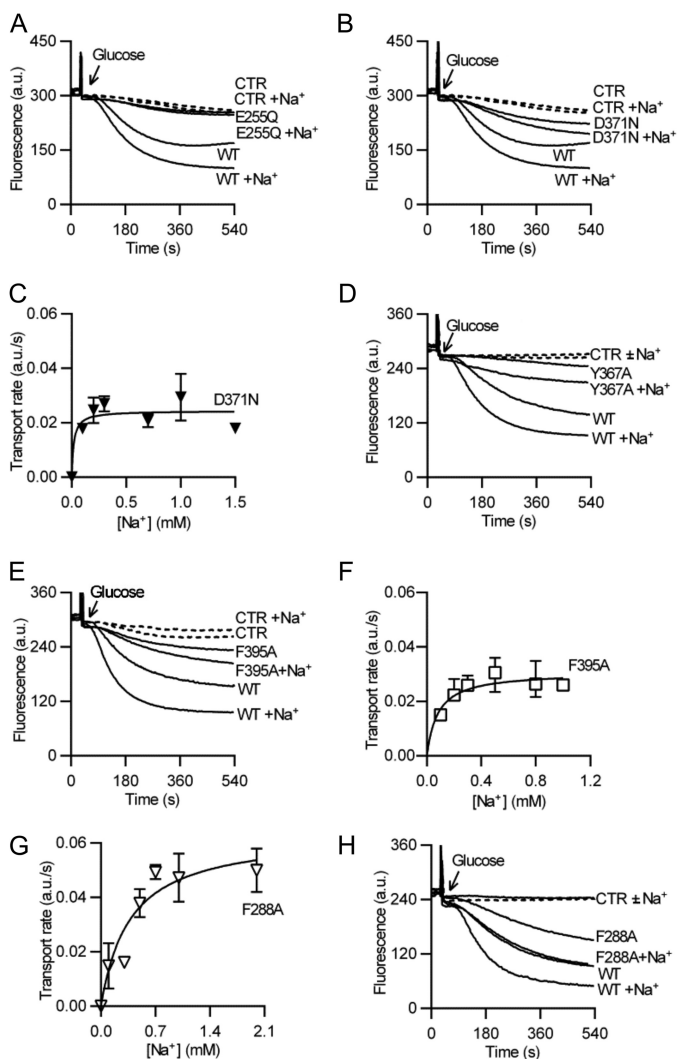 A
Fluorescence (a.u.)
450
300
150
0
Glucose
CTR
CTR +Na⁺
E255Q
E255Q +Na⁺
WT
WT +Na⁺
0 180 360 540
Time (s)
B
Fluorescence (a.u.)
450
300
150
0
Glucose
CTR
CTR +Na⁺
D371N
D371N +Na⁺
WT
WT +Na⁺
0 180 360 540
Time (s)
C
Transport rate (a.u./s)
0.06
0.04
0.02
0.00
D371N
0.0 0.5 1.0 1.5
[Na⁺] (mM)
D
Fluorescence (a.u.)
360
240
120
0
Glucose
CTR ±Na⁺
Y367A
Y367A +Na⁺
WT
WT +Na⁺
0 180 360 540
Time (s)
E
Fluorescence (a.u.)
360
240
120
0
Glucose
CTR +Na⁺
CTR
F395A
F395A+Na⁺
WT
WT +Na⁺
0 180 360 540
Time (s)
F
Transport rate (a.u./s)
0.06
0.04
0.02
0.00
F395A
0.0 0.4 0.8 1.2
[Na⁺] (mM)
G
Transport rate (a.u./s)
0.06
0.04
0.02
0.00
F288A
0.0 0.7 1.4 2.1
[Na⁺] (mM)
H
Fluorescence (a.u.)
360
240
120
0
Glucose
CTR ±Na⁺
F288A
F288A+Na⁺
WT
WT +Na⁺
0 180 360 540
Time (s)